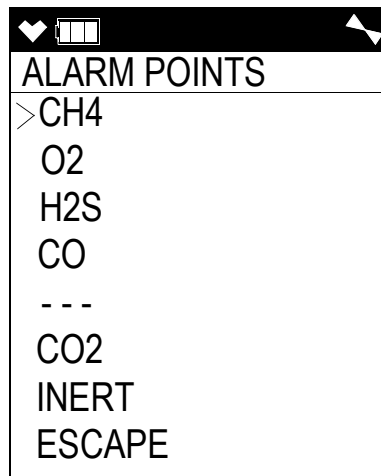 ALARM POINTS
>CH4
O2
H2S
CO
- - -
CO2
INERT
ESCAPE